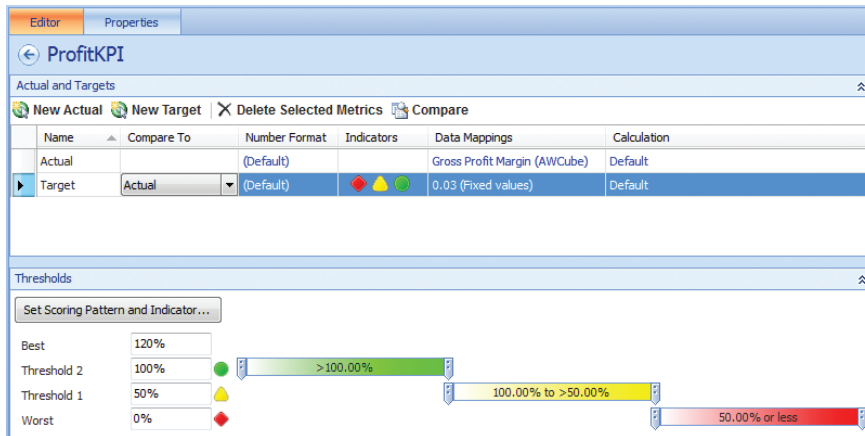 Editor Properties
ProfitKPI
Actual and Targets
New Actual New Target Delete Selected Metrics Compare
Name Compare To Number Format Indicators Data Mappings Calculation
Actual (Default) Gross Profit Margin (AWCube) Default
Target Actual (Default) 0.03 (Fixed values) Default
Thresholds
Set Scoring Pattern and Indicator...
Best 120%
Threshold 2 100% >100.00%
Threshold 1 50% 100.00% to >50.00%
Worst 0% 50.00% or less